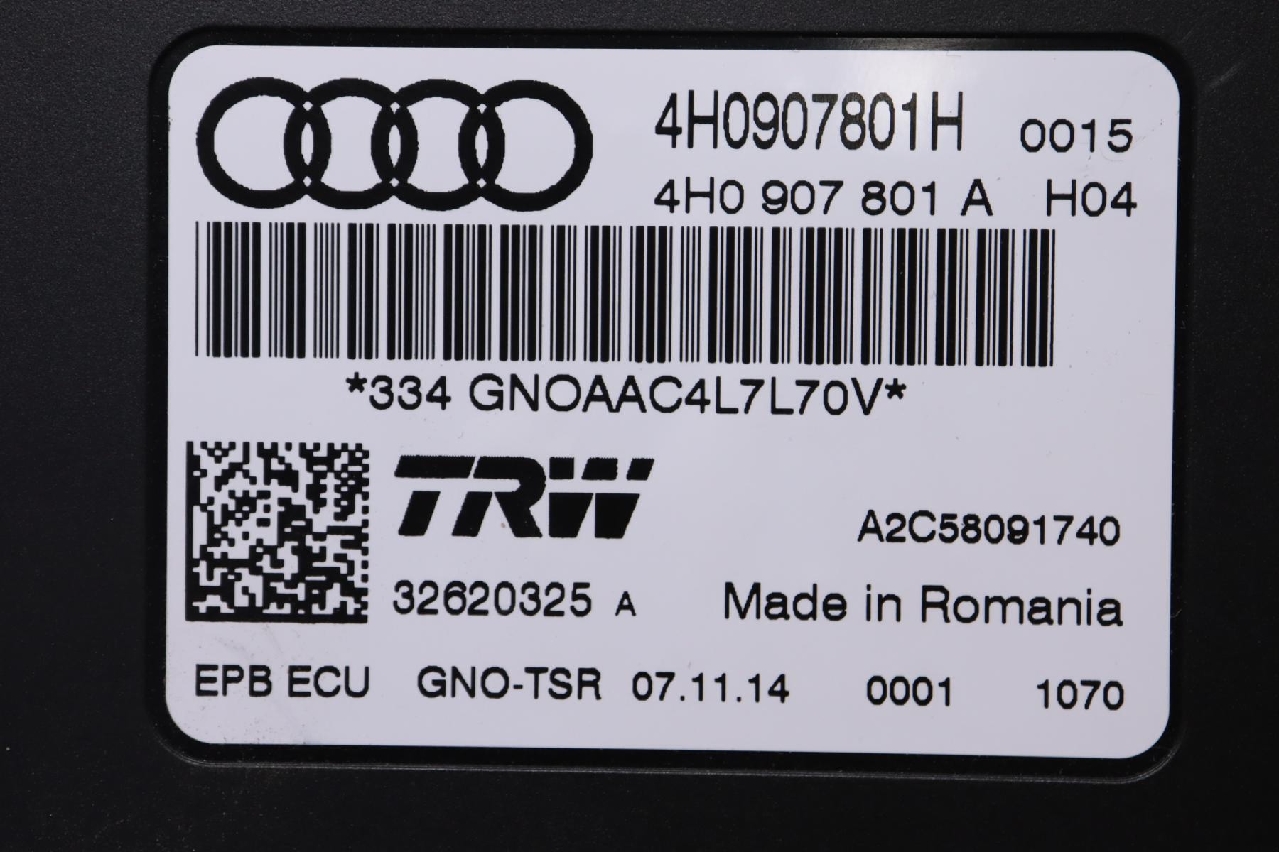 4H0907801H 0015
4H0 907 801 A H04
*334 GNOAAC4L7L70V*
TRW
A2C58091740
32620325 A Made in Romania
EPB ECU GNO-TSR 07.11.14 0001 1070